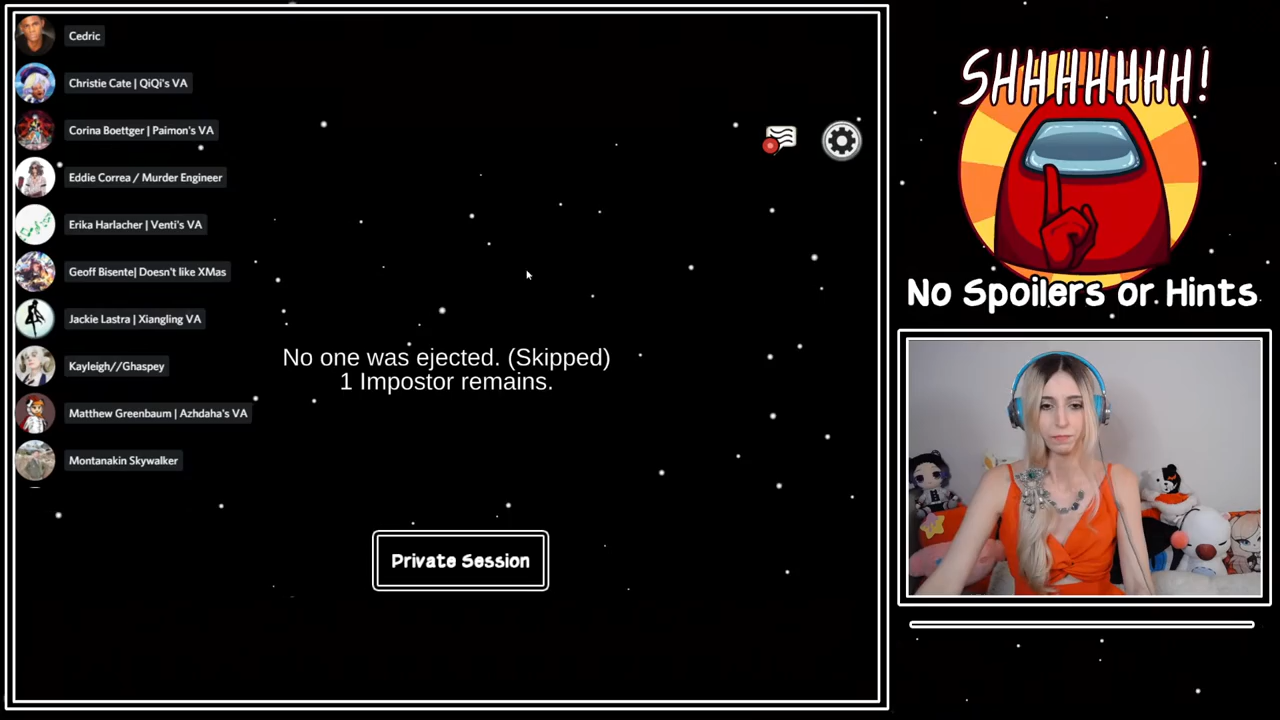 Cedric
Christie Cate | QiQi's VA
Corina Boettger | Paimon's VA
Eddie Correa / Murder Engineer
Erika Harlacher | Venti's VA
Geoff Bisente| Doesn't like XMas
Jackie Lastra | Xiangling VA
Kayleigh//Ghaspey
Matthew Greenbaum | Azhdaha's VA
Montanakin Skywalker
No one was ejected. (Skipped)
1 Impostor remains.
Private Session
SHHHHHHH!
No Spoilers or Hints